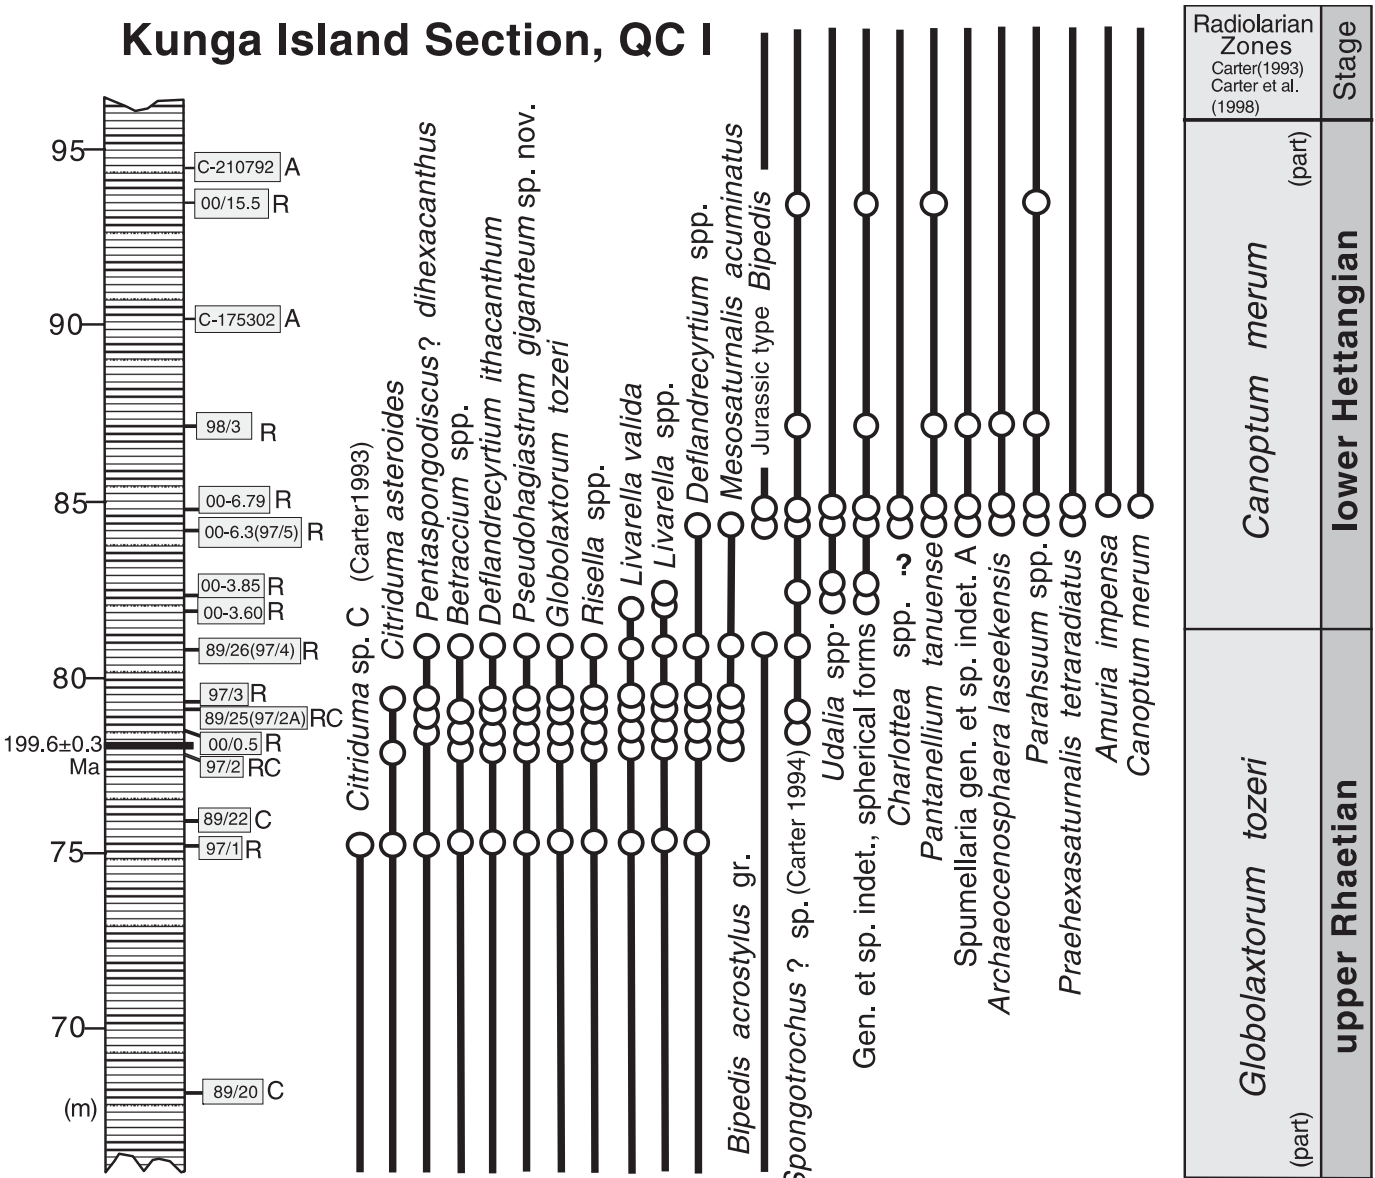 Kunga Island Section, QC I
95
90
85
80
75
70
(m)
199.6±0.3
Ma
C-210792 A
00/15.5 R
C-175302 A
98/3 R
00-6.79 R
00-6.3(97/5) R
00-3.85 R
00-3.60 R
89/26(97/4) R
97/3 R
89/25(97/2A) RC
00/0.5 R
97/2 RC
89/22 C
97/1 R
89/20 C
Citriduma sp. C (Carter1993)
Citriduma asteroides
Pentaspongodiscus? dihexacanthus
Betraccium spp.
Deflandrecyrtium ithacanthum
Pseudohagiastrum giganteum sp. nov.
Globolaxtorum tozeri
Risella spp.
Livarella valida
Livarella spp.
Deflandrecyrtium spp.
Mesosaturnalis acuminatus
Jurassic type Bipedis
Bipedis acrostylus gr.
Spongotrochus ? sp. (Carter 1994)
Udalia spp.
Gen. et sp. indet., spherical forms
Charlottea spp. ?
Pantanellium tanuense
Spumellaria gen. et sp. indet. A
Archaeocenosphaera laseekensis
Parahsuum spp.
Praehexasaturnalis tetraradiatus
Amuria impensa
Canoptum merum
Radiolarian
Zones
Carter(1993)
Carter et al.
(1998)
Stage
(part)
Canoptum merum
lower Hettangian
Globolaxtorum tozeri
(part)
upper Rhaetian